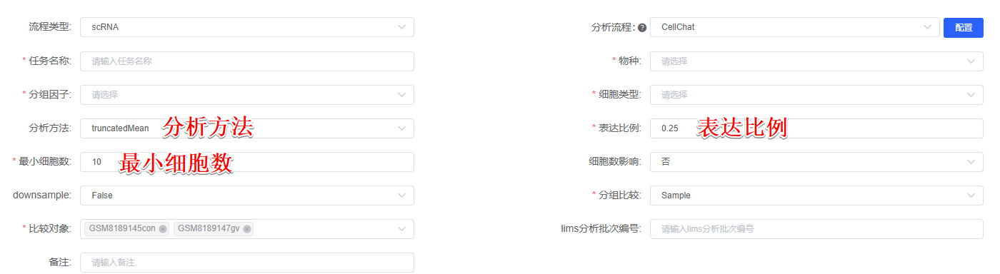 流程类型: scRNA 分析流程: ? CellChat 配置
* 任务名称: 请输入任务名称 * 物种: 请选择
* 分组因子: 请选择 * 细胞类型: 请选择
分析方法: truncatedMean 分析方法 * 表达比例: 0.25 表达比例
* 最小细胞数: 10 最小细胞数 细胞数影响: 否
downsample: False * 分组比较: Sample
* 比较对象: GSM8189145con GSM8189147gv lims分析批次编号: 请输入lims分析批次编号
备注: 请输入备注